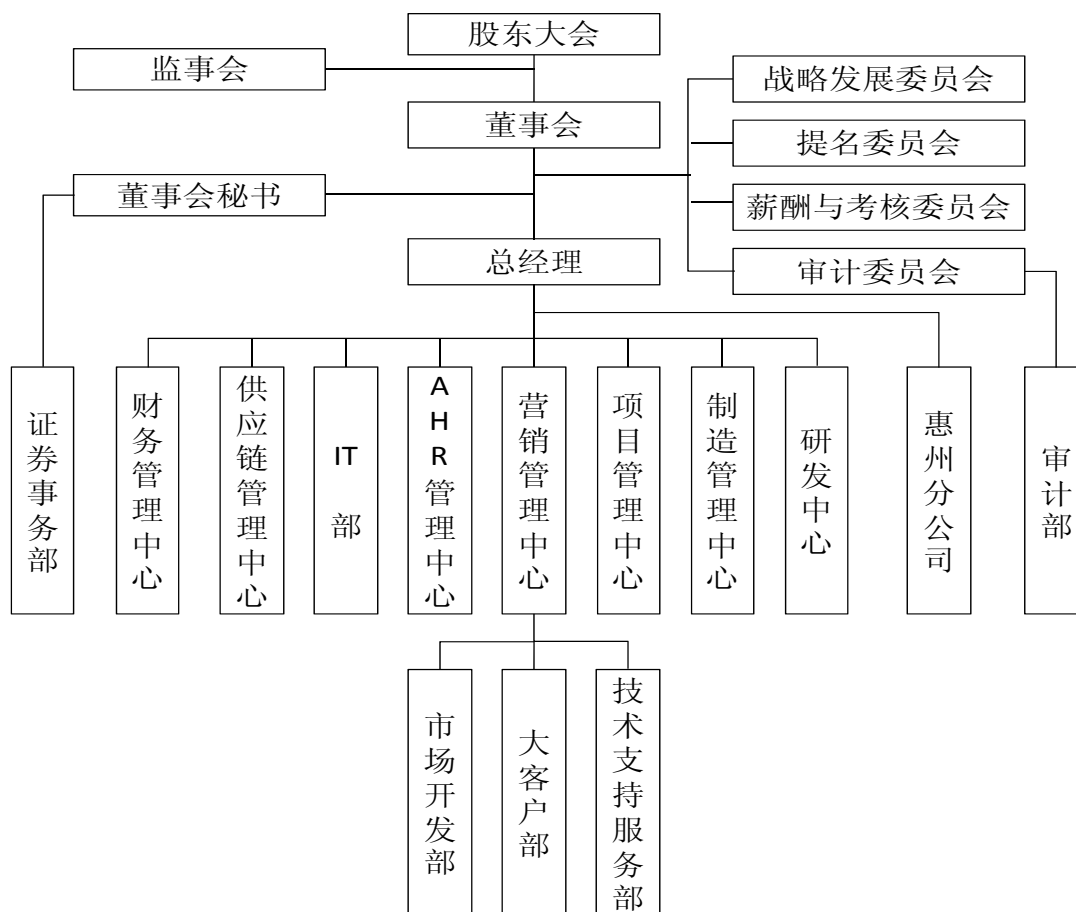 股东大会
监事会
董事会
战略发展委员会
提名委员会
董事会秘书
薪酬与考核委员会
总经理
审计委员会
证券事务部
财务管理中心
供应链管理中心
IT部
AHR管理中心
营销管理中心
项目管理中心
制造管理中心
研发中心
惠州分公司
审计部
市场开发部
大客户部
技术支持服务部